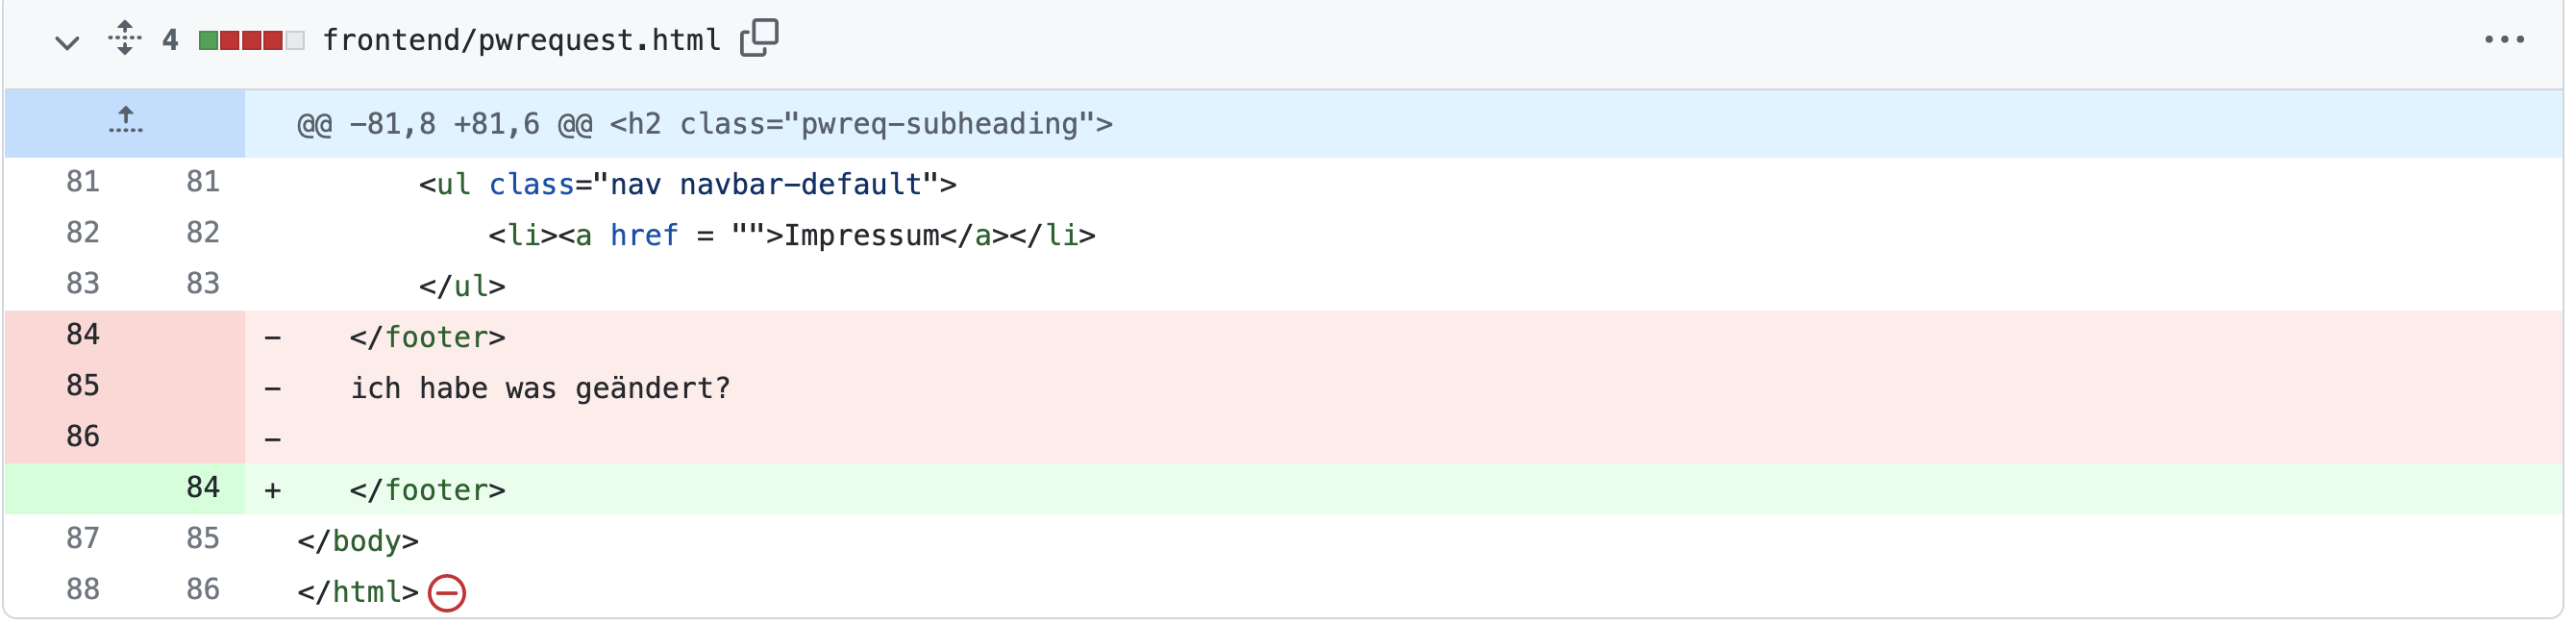 4 frontend/pwrequest.html
@@ -81,8 +81,6 @@ <h2 class="pwreq-subheading">
81 81 <ul class="nav navbar-default">
82 82 <li><a href = "">Impressum</a></li>
83 83 </ul>
84 - </footer>
85 - ich habe was geändert?
86 -
84 + </footer>
87 85 </body>
88 86 </html>